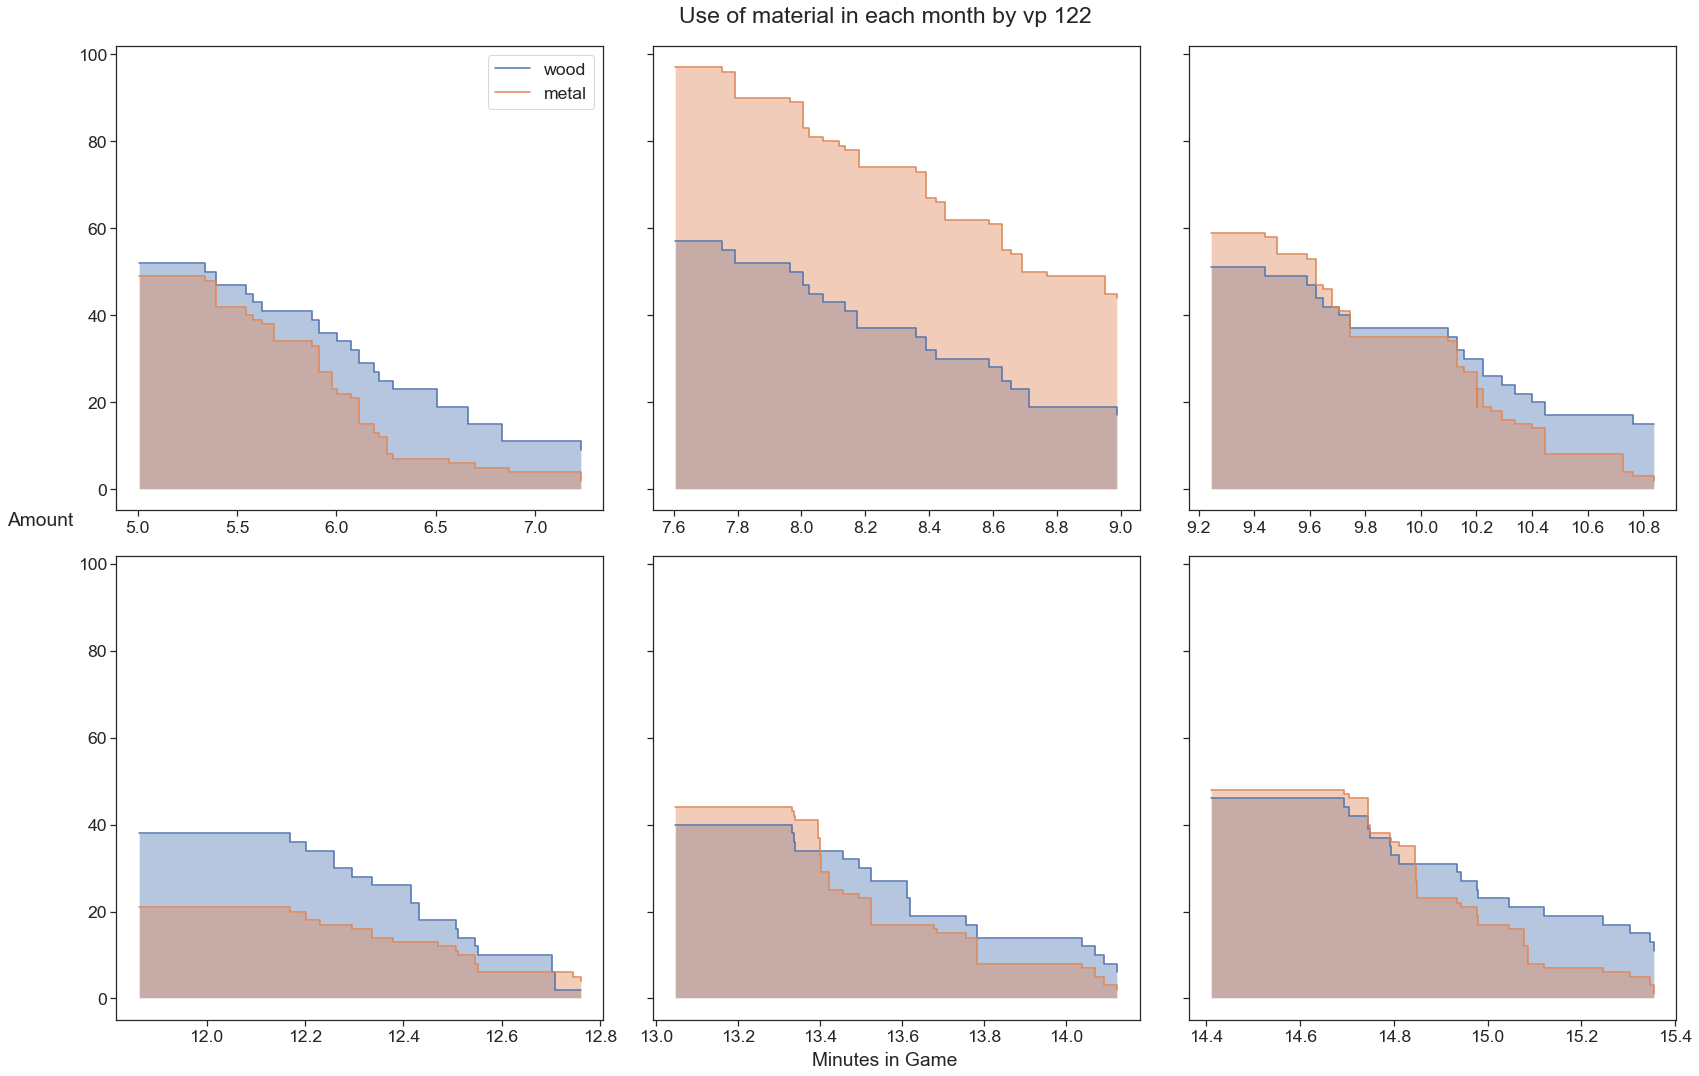 Use of material in each month by vp 122
100
80
60
40
20
0
wood
metal
5.0 5.5 6.0 6.5 7.0
7.6 7.8 8.0 8.2 8.4 8.6 8.8 9.0
9.2 9.4 9.6 9.8 10.0 10.2 10.4 10.6 10.8
Amount
100
80
60
40
20
0
12.0 12.2 12.4 12.6 12.8
13.0 13.2 13.4 13.6 13.8 14.0
14.4 14.6 14.8 15.0 15.2 15.4
Minutes in Game